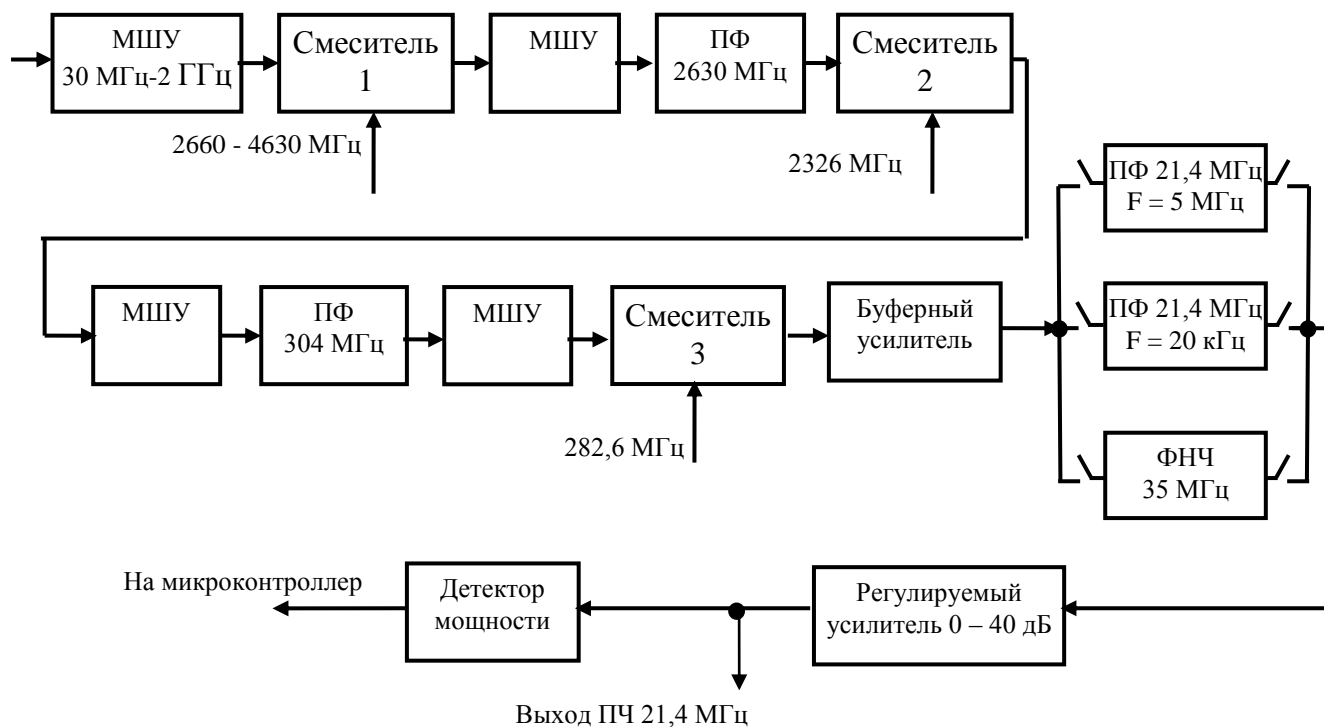 МШУ
30 МГц-2 ГГц
Смеситель
1
МШУ
ПФ
2630 МГц
Смеситель
2
2660 - 4630 МГц
2326 МГц
ПФ 21,4 МГц
F = 5 МГц
МШУ
ПФ
304 МГц
МШУ
Смеситель
3
Буферный
усилитель
ПФ 21,4 МГц
F = 20 кГц
282,6 МГц
ФНЧ
35 МГц
На микроконтроллер
Детектор
мощности
Регулируемый
усилитель 0 – 40 дБ
Выход ПЧ 21,4 МГц